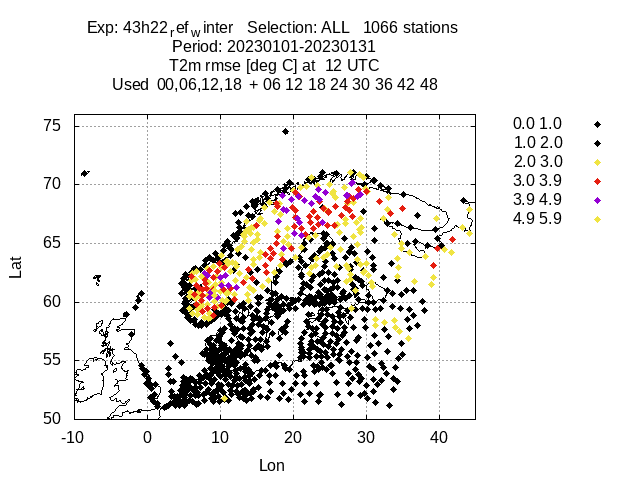 Exp: 43h22refwinter Selection: ALL 1066 stations
Period: 20230101-20230131
T2m rmse [deg C] at 12 UTC
Used 00,06,12,18 + 06 12 18 24 30 36 42 48
0.0 1.0
1.0 2.0
2.0 3.0
3.0 3.9
3.9 4.9
4.9 5.9
75
70
65
60
55
50
Lat
-10 0 10 20 30 40
Lon